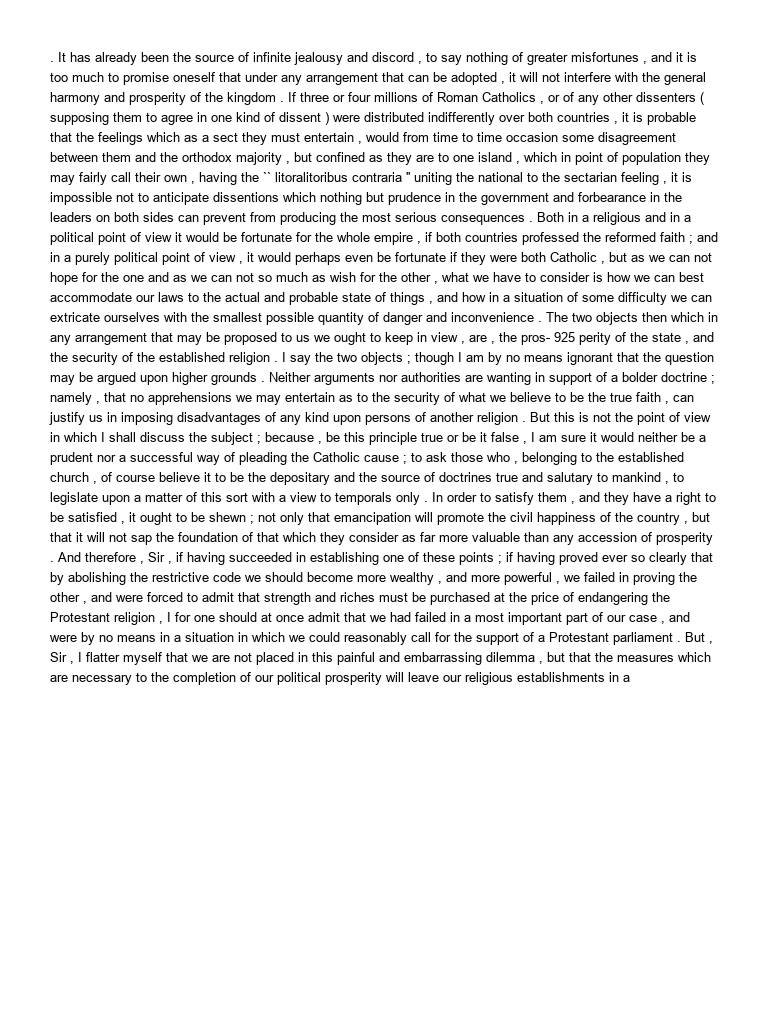 . It has already been the source of infinite jealousy and discord , to say nothing of greater misfortunes , and it is
too much to promise oneself that under any arrangement that can be adopted , it will not interfere with the general
harmony and prosperity of the kingdom . If three or four millions of Roman Catholics , or of any other dissenters (
supposing them to agree in one kind of dissent ) were distributed indifferently over both countries , it is probable
that the feelings which as a sect they must entertain , would from time to time occasion some disagreement
between them and the orthodox majority , but confined as they are to one island , which in point of population they
may fairly call their own , having the `` litoralitoribus contraria '' uniting the national to the sectarian feeling , it is
impossible not to anticipate dissentions which nothing but prudence in the government and forbearance in the
leaders on both sides can prevent from producing the most serious consequences . Both in a religious and in a
political point of view it would be fortunate for the whole empire , if both countries professed the reformed faith ; and
in a purely political point of view , it would perhaps even be fortunate if they were both Catholic , but as we can not
hope for the one and as we can not so much as wish for the other , what we have to consider is how we can best
accommodate our laws to the actual and probable state of things , and how in a situation of some difficulty we can
extricate ourselves with the smallest possible quantity of danger and inconvenience . The two objects then which in
any arrangement that may be proposed to us we ought to keep in view , are , the pros- 925 perity of the state , and
the security of the established religion . I say the two objects ; though I am by no means ignorant that the question
may be argued upon higher grounds . Neither arguments nor authorities are wanting in support of a bolder doctrine ;
namely , that no apprehensions we may entertain as to the security of what we believe to be the true faith , can
justify us in imposing disadvantages of any kind upon persons of another religion . But this is not the point of view
in which I shall discuss the subject ; because , be this principle true or be it false , I am sure it would neither be a
prudent nor a successful way of pleading the Catholic cause ; to ask those who , belonging to the established
church , of course believe it to be the depositary and the source of doctrines true and salutary to mankind , to
legislate upon a matter of this sort with a view to temporals only . In order to satisfy them , and they have a right to
be satisfied , it ought to be shewn ; not only that emancipation will promote the civil happiness of the country , but
that it will not sap the foundation of that which they consider as far more valuable than any accession of prosperity
. And therefore , Sir , if having succeeded in establishing one of these points ; if having proved ever so clearly that
by abolishing the restrictive code we should become more wealthy , and more powerful , we failed in proving the
other , and were forced to admit that strength and riches must be purchased at the price of endangering the
Protestant religion , I for one should at once admit that we had failed in a most important part of our case , and
were by no means in a situation in which we could reasonably call for the support of a Protestant parliament . But ,
Sir , I flatter myself that we are not placed in this painful and embarrassing dilemma , but that the measures which
are necessary to the completion of our political prosperity will leave our religious establishments in a